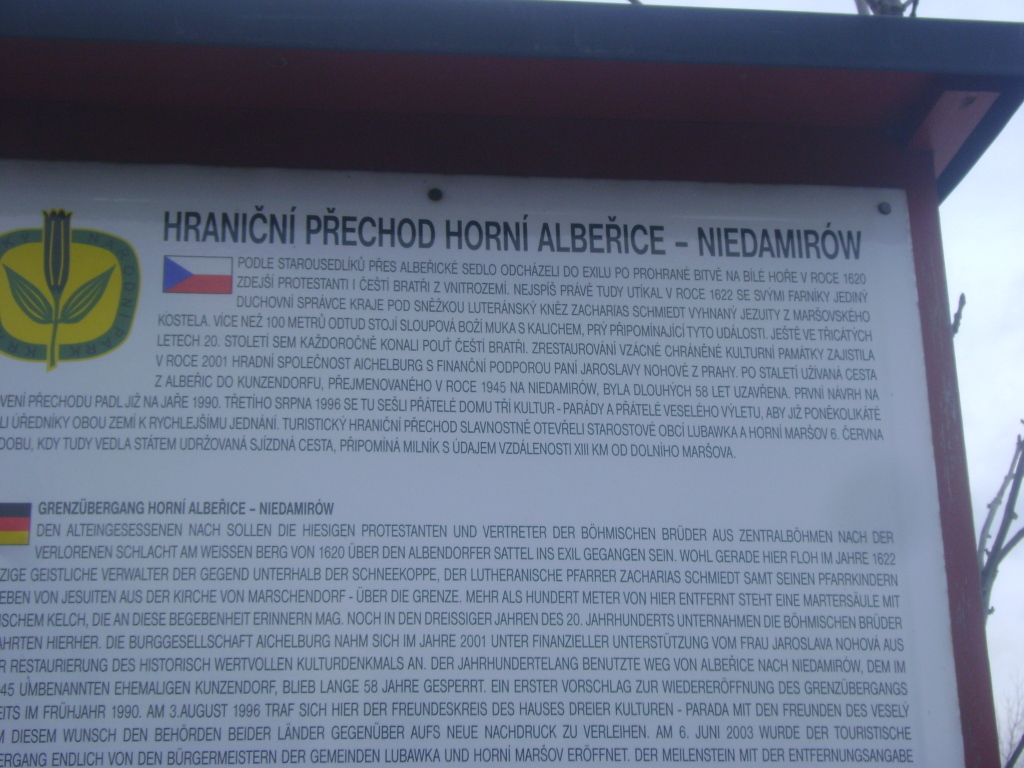 HRANIČNÍ PŘECHOD HORNÍ ALBEŘICE – NIEDAMIRÓW
PODLE STAROUSEDLÍKŮ PŘES ALBEŘICKÉ SEDLO ODCHÁZELI DO EXILU PO PROHRANÉ BITVĚ NA BÍLÉ HOŘE V ROCE 1620
ZDEJŠÍ PROTESTANTI I ČEŠTÍ BRATŘI Z VNITROZEMÍ. NEJSPÍŠ PRÁVĚ TUDY UTÍKAL V ROCE 1622 SE SVÝMI FARNÍKY JEDINÝ
DUCHOVNÍ SPRÁVCE KRAJE POD SNĚŽKOU LUTERÁNSKÝ KNĚZ ZACHARIAS SCHMIEDT VYHNANÝ JEZUITY Z MARŠOVSKÉHO
KOSTELA. VÍCE NEŽ 100 METRŮ ODTUD STOJÍ SLOUPOVÁ BOŽÍ MUKA S KALICHEM, PRÝ PŘIPOMÍNAJÍCÍ TYTO UDÁLOSTI. JEŠTĚ VE TŘICÁTÝCH
LETECH 20. STOLETÍ SEM KAŽDOROČNĚ KONALI POUŤ ČEŠTÍ BRATŘI. ZRESTAUROVÁNÍ VZÁCNÉ CHRÁNĚNÉ KULTURNÍ PAMÁTKY ZAJISTILA
V ROCE 2001 HRADNÍ SPOLEČNOST AICHELBURG S FINANČNÍ PODPOROU PANÍ JAROSLAVY NOHOVÉ Z PRAHY. PO STALETÍ UŽÍVANÁ CESTA
Z ALBEŘIC DO KUNZENDORFU, PŘEJMENOVANÉHO V ROCE 1945 NA NIEDAMIRÓW, BYLA DLOUHÝCH 58 LET UZAVŘENA. PRVNÍ NÁVRH NA
VENÍ PŘECHODU PADL JIŽ NA JAŘE 1990. TŘETÍHO SRPNA 1996 SE TU SEŠLI PŘÁTELÉ DOMU TŘÍ KULTUR - PARÁDY A PŘÁTELÉ VESELÉHO VÝLETU, ABY JIŽ PONĚKOLIKÁTÉ
LI ÚŘEDNÍKY OBOU ZEMÍ K RYCHLEJŠÍMU JEDNÁNÍ. TURISTICKÝ HRANIČNÍ PŘECHOD SLAVNOSTNĚ OTEVŘELI STAROSTOVÉ OBCÍ LUBAWKA A HORNÍ MARŠOV 6. ČERVNA
DOBU, KDY TUDY VEDLA STÁTEM UDRŽOVANÁ SJÍZDNÁ CESTA, PŘIPOMÍNÁ MILNÍK S ÚDAJEM VZDÁLENOSTI XIII KM OD DOLNÍHO MARŠOVA.
GRENZÜBERGANG HORNÍ ALBEŘICE – NIEDAMIRÓW
DEN ALTEINGESESSENEN NACH SOLLEN DIE HIESIGEN PROTESTANTEN UND VERTRETER DER BÖHMISCHEN BRÜDER AUS ZENTRALBÖHMEN NACH DER
VERLORENEN SCHLACHT AM WEISSEN BERG VON 1620 ÜBER DEN ALBENDORFER SATTEL INS EXIL GEGANGEN SEIN. WOHL GERADE HIER FLOH IM JAHRE 1622
ZIGE GEISTLICHE VERWALTER DER GEGEND UNTERHALB DER SCHNEEKOPPE, DER LUTHERANISCHE PFARRER ZACHARIAS SCHMIEDT SAMT SEINEN PFARRKINDERN
EBEN VON JESUITEN AUS DER KIRCHE VON MARSCHENDORF - ÜBER DIE GRENZE. MEHR ALS HUNDERT METER VON HIER ENTFERNT STEHT EINE MARTERSÄULE MIT
ISCHEM KELCH, DIE AN DIESE BEGEBENHEIT ERINNERN MAG. NOCH IN DEN DREISSIGER JAHREN DES 20. JAHRHUNDERTS UNTERNAHMEN DIE BÖHMISCHEN BRÜDER
AHRTEN HIERHER. DIE BURGGESELLSCHAFT AICHELBURG NAHM SICH IM JAHRE 2001 UNTER FINANZIELLER UNTERSTÜTZUNG VOM FRAU JAROSLAVA NOHOVÁ AUS
R RESTAURIERUNG DES HISTORISCH WERTVOLLEN KULTURDENKMALS AN. DER JAHRHUNDERTELANG BENUTZTE WEG VON ALBEŘICE NACH NIEDAMIRÓW, DEM IM
45 UMBENANNTEN EHEMALIGEN KUNZENDORF, BLIEB LANGE 58 JAHRE GESPERRT. EIN ERSTER VORSCHLAG ZUR WIEDERERÖFFNUNG DES GRENZÜBERGANGS
EITS IM FRÜHJAHR 1990. AM 3.AUGUST 1996 TRAF SICH HIER DER FREUNDESKREIS DES HAUSES DREIER KULTUREN - PARADA MIT DEN FREUNDEN DES VESELÝ
M DIESEM WUNSCH DEN BEHÖRDEN BEIDER LÄNDER GEGENÜBER AUFS NEUE NACHDRUCK ZU VERLEIHEN. AM 6. JUNI 2003 WURDE DER TOURISTISCHE
ERGANG ENDLICH VON DEN BÜRGERMEISTERN DER GEMEINDEN LUBAWKA UND HORNÍ MARŠOV ERÖFFNET. DER MEILENSTEIN MIT DER ENTFERNUNGSANGABE